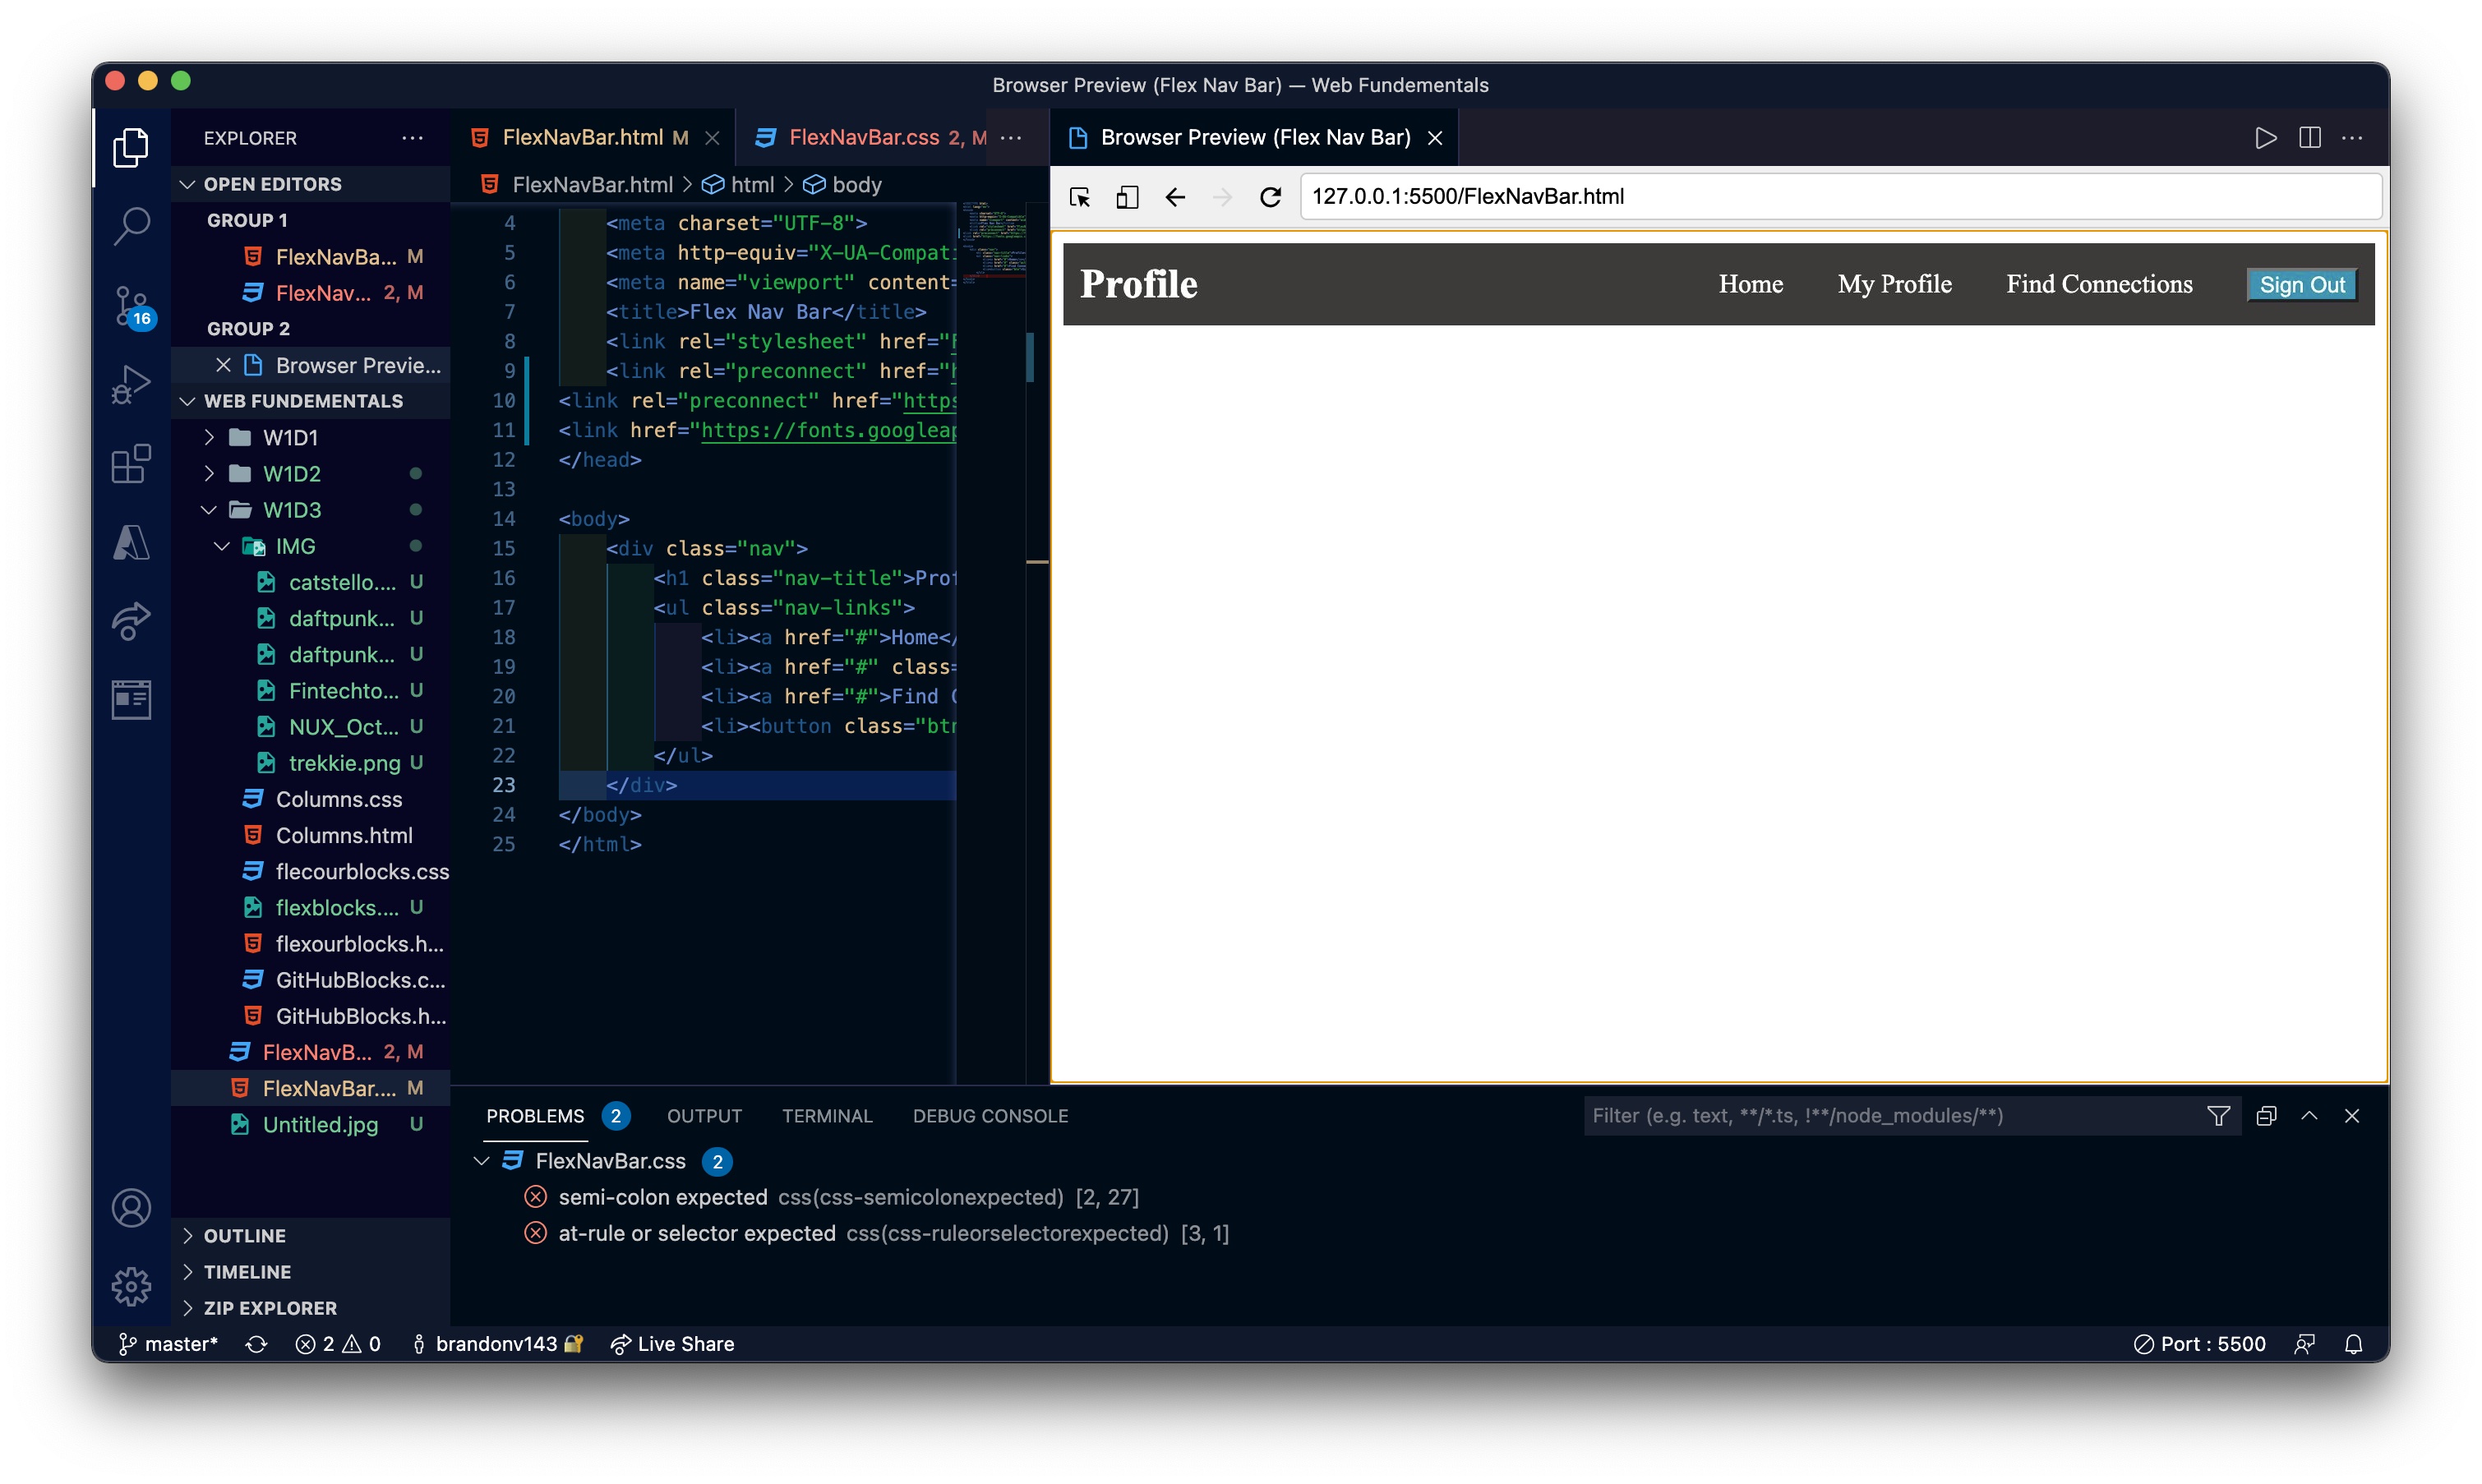 Browser Preview (Flex Nav Bar) — Web Fundementals
EXPLORER
OPEN EDITORS
GROUP 1
FlexNavBa... M
FlexNav... 2, M
GROUP 2
Browser Previe...
WEB FUNDEMENTALS
W1D1
W1D2
W1D3
IMG
catstello.... U
daftpunk... U
daftpunk... U
Fintechto... U
NUX_Oct... U
trekkie.png U
Columns.css
Columns.html
flecourblocks.css
flexblocks.... U
flexourblocks.h...
GitHubBlocks.c...
GitHubBlocks.h...
FlexNavB... 2, M
FlexNavBar.... M
Untitled.jpg U
OUTLINE
TIMELINE
ZIP EXPLORER
16
FlexNavBar.html M
FlexNavBar.css 2, M
FlexNavBar.html > html > body
4 <meta charset="UTF-8">
5 <meta http-equiv="X-UA-Compati
6 <meta name="viewport" content=
7 <title>Flex Nav Bar</title>
8 <link rel="stylesheet" href="F
9 <link rel="preconnect" href="h
10 <link rel="preconnect" href="https
11 <link href="https://fonts.googleap
12 </head>
13
14 <body>
15 <div class="nav">
16 <h1 class="nav-title">Prof
17 <ul class="nav-links">
18 <li><a href="#">Home</
19 <li><a href="#" class=
20 <li><a href="#">Find C
21 <li><button class="btn
22 </ul>
23 </div>
24 </body>
25 </html>
Browser Preview (Flex Nav Bar)
127.0.0.1:5500/FlexNavBar.html
Profile Home My Profile Find Connections Sign Out
PROBLEMS 2 OUTPUT TERMINAL DEBUG CONSOLE
Filter (e.g. text, **/*.ts, !**/node_modules/**)
FlexNavBar.css 2
semi-colon expected css(css-semicolonexpected) [2, 27]
at-rule or selector expected css(css-ruleorselectorexpected) [3, 1]
master* 2 0 brandonv143 Live Share Port : 5500